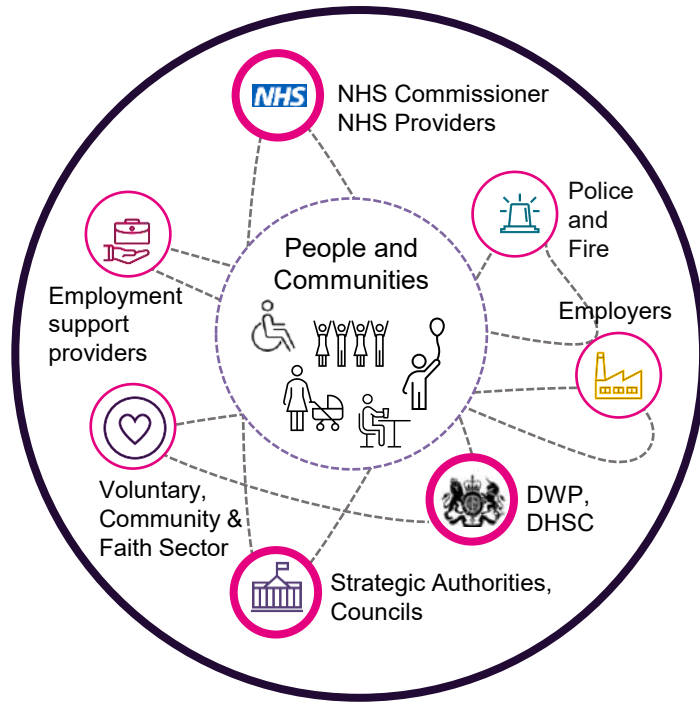 NHS
NHS Commissioner
NHS Providers
Police
and
Fire
People and
Communities
Employment
support
providers
Employers
Voluntary,
Community &
Faith Sector
DWP,
DHSC
Strategic Authorities,
Councils